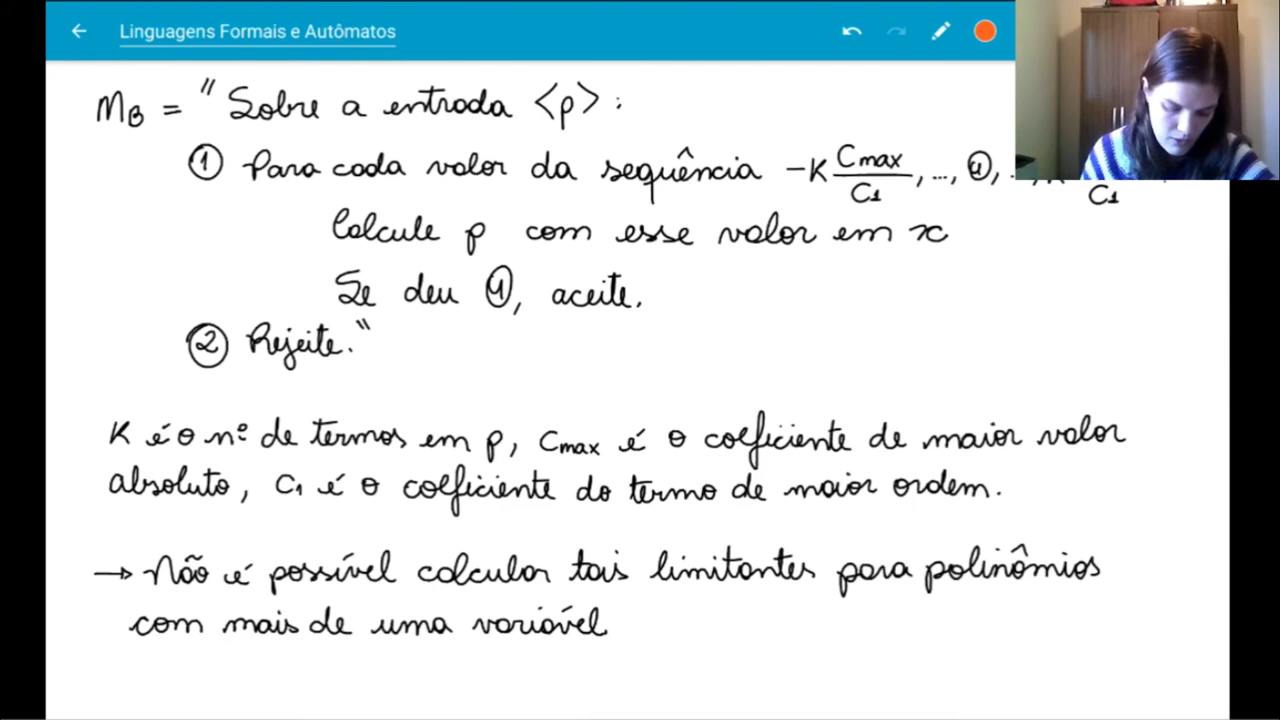 Linguagens Formais e Autômatos
MB = "Sobre a entrada <p>:
① Para cada valor da sequência -K Cmax/C1, ..., ⓪, C1
Calcule p com esse valor em x
Se deu ⓪, aceite.
② Rejeite."
K é o nº de termos em p, Cmax é o coeficiente de maior valor
absoluto, C1 é o coeficiente do termo de maior ordem.
→ Não é possível calcular tais limitantes para polinômios
com mais de uma variável